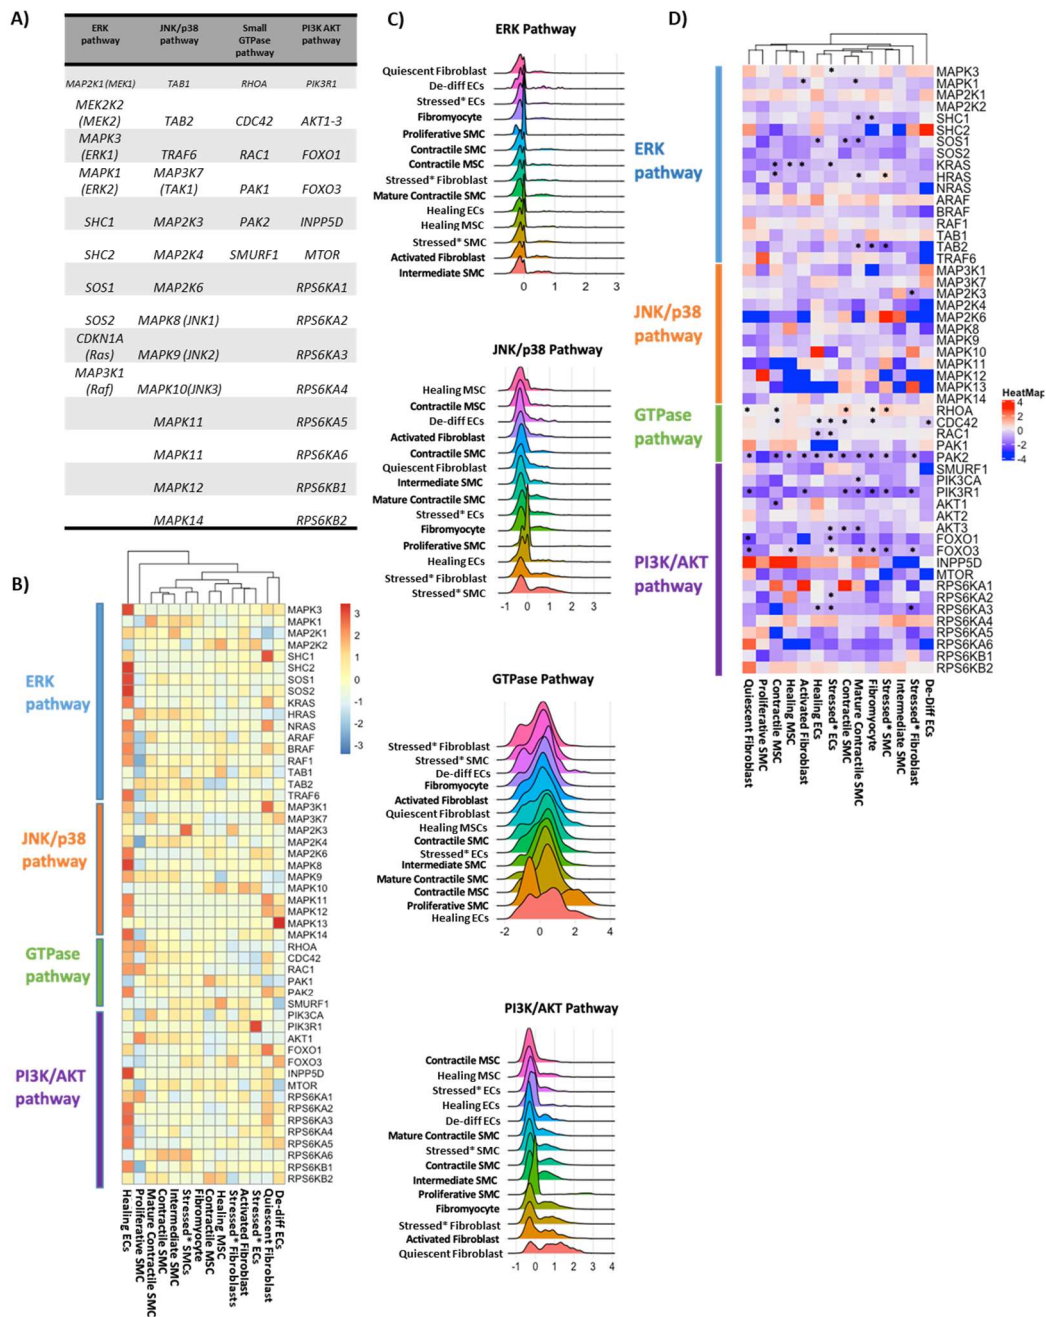 A)
ERK pathway JNK/p38 pathway Small GTPase pathway PI3K AKT pathway
MAP2K1 (MEK1) TAB1 RHOA PIK3R1
MEK2K2 (MEK2) TAB2 CDC42 AKT1-3
MAPK3 (ERK1) TRAF6 RAC1 FOXO1
MAPK1 (ERK2) MAP3K7 (TAK1) PAK1 FOXO3
SHC1 MAP2K3 PAK2 INPP5D
SHC2 MAP2K4 SMURF1 MTOR
SOS1 MAP2K6 RPS6KA1
SOS2 MAPK8 (JNK1) RPS6KA2
CDKN1A (Ras) MAPK9 (JNK2) RPS6KA3
MAP3K1 (Raf) MAPK10(JNK3) RPS6KA4
MAPK11 RPS6KA5
MAPK11 RPS6KA6
MAPK12 RPS6KB1
MAPK14 RPS6KB2
B)
ERK pathway
JNK/p38 pathway
GTPase pathway
PI3K/AKT pathway
MAPK3
MAPK1
MAP2K1
MAP2K2
SHC1
SHC2
SOS1
SOS2
KRAS
HRAS
NRAS
ARAF
BRAF
RAF1
TAB1
TAB2
TRAF6
MAP3K1
MAP3K7
MAP2K3
MAP2K4
MAP2K6
MAPK8
MAPK9
MAPK10
MAPK11
MAPK12
MAPK13
MAPK14
RHOA
CDC42
RAC1
PAK1
PAK2
SMURF1
PIK3CA
PIK3R1
AKT1
FOXO1
FOXO3
INPP5D
MTOR
RPS6KA1
RPS6KA2
RPS6KA3
RPS6KA4
RPS6KA5
RPS6KA6
RPS6KB1
RPS6KB2
3
2
1
0
-1
-2
-3
Healing ECs
Proliferative SMC
Mature Contractile SMC
Contractile SMC
Intermediate SMC
Stressed* SMCs
Fibromyocyte
Contractile MSC
Healing MSC
Stressed* Fibroblasts
Activated Fibroblast
Stressed* ECs
Quiescent Fibroblast
De-diff ECs
C)
ERK Pathway
Quiescent Fibroblast
De-diff ECs
Stressed* ECs
Fibromyocyte
Proliferative SMC
Contractile SMC
Contractile MSC
Stressed* Fibroblast
Mature Contractile SMC
Healing ECs
Healing MSC
Stressed* SMC
Activated Fibroblast
Intermediate SMC
0 1 2 3
JNK/p38 Pathway
Healing MSC
Contractile MSC
De-diff ECs
Activated Fibroblast
Contractile SMC
Quiescent Fibroblast
Intermediate SMC
Mature Contractile SMC
Stressed* ECs
Fibromyocyte
Proliferative SMC
Healing ECs
Stressed* Fibroblast
Stressed* SMC
-1 0 1 2 3
GTPase Pathway
Stressed* Fibroblast
Stressed* SMC
De-diff ECs
Fibromyocyte
Activated Fibroblast
Quiescent Fibroblast
Healing MSCs
Contractile SMC
Stressed* ECs
Intermediate SMC
Mature Contractile SMC
Contractile MSC
Proliferative SMC
Healing ECs
-2 0 2 4
PI3K/AKT Pathway
Contractile MSC
Healing MSC
Stressed* ECs
Healing ECs
De-diff ECs
Mature Contractile SMC
Stressed* SMC
Contractile SMC
Intermediate SMC
Proliferative SMC
Fibromyocyte
Stressed* Fibroblast
Activated Fibroblast
Quiescent Fibroblast
-1 0 1 2 3 4
D)
ERK pathway
JNK/p38 pathway
GTPase pathway
PI3K/AKT pathway
MAPK3
MAPK1
MAP2K1
MAP2K2
SHC1
SHC2
SOS1
SOS2
KRAS
HRAS
NRAS
ARAF
BRAF
RAF1
TAB1
TAB2
TRAF6
MAP3K1
MAP3K7
MAP2K3
MAP2K4
MAP2K6
MAPK8
MAPK9
MAPK10
MAPK11
MAPK12
MAPK13
MAPK14
RHOA
CDC42
RAC1
PAK1
PAK2
SMURF1
PIK3CA
PIK3R1
AKT1
AKT2
AKT3
FOXO1
FOXO3
INPP5D
MTOR
RPS6KA1
RPS6KA2
RPS6KA3
RPS6KA4
RPS6KA5
RPS6KA6
RPS6KB1
RPS6KB2
HeatMap
4
2
0
-2
-4
Quiescent Fibroblast
Proliferative SMC
Contractile MSC
Healing MSC
Activated Fibroblast
Healing ECs
Stressed* ECs
Contractile SMC
Mature Contractile SMC
Fibromyocyte
Stressed* SMC
Intermediate SMC
Stressed* Fibroblast
De-Diff ECs